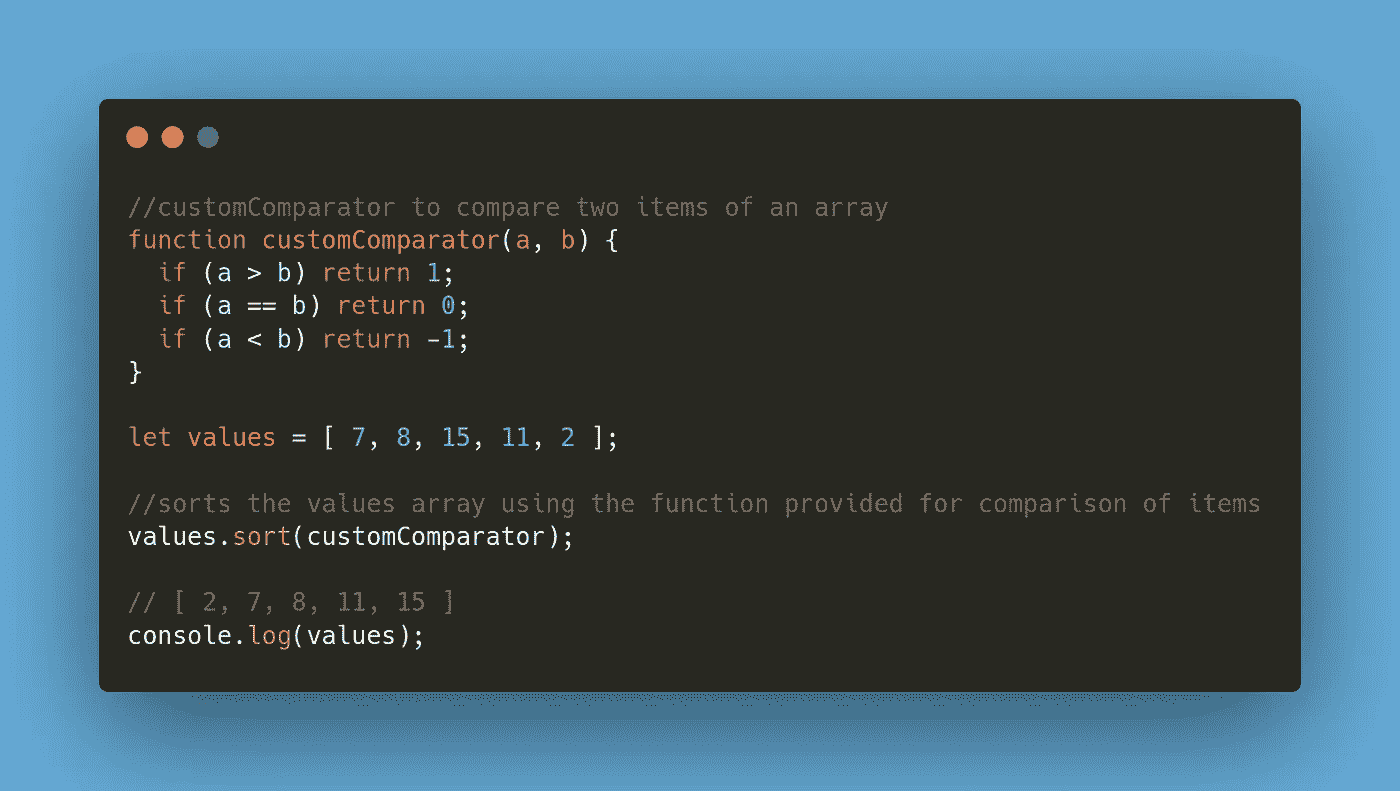 //customComparator to compare two items of an array
function customComparator(a, b) {
  if (a > b) return 1;
  if (a == b) return 0;
  if (a < b) return -1;
}
let values = [ 7, 8, 15, 11, 2 ];
//sorts the values array using the function provided for comparison of items
values.sort(customComparator);
// [ 2, 7, 8, 11, 15 ]
console.log(values);